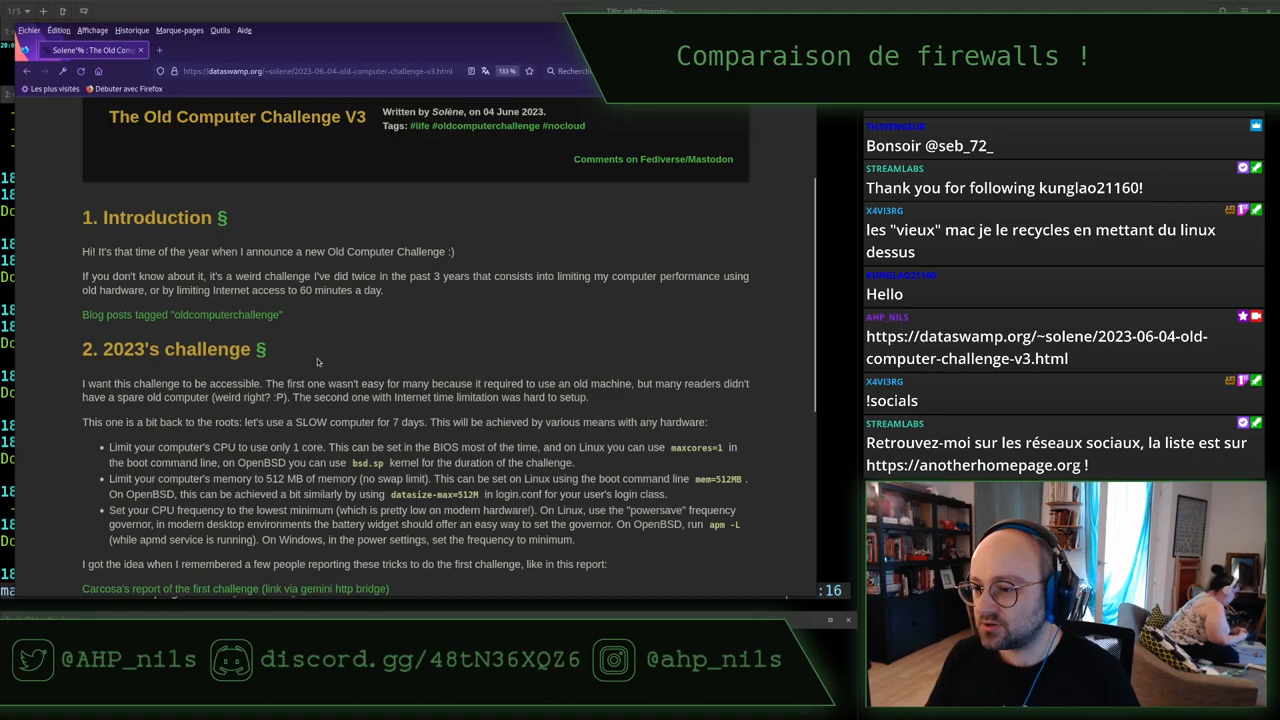 1/5
TWix: nils@marvin:~
Fichier Édition Affichage Historique Marque-pages Outils Aide
Solene'% : The Old Comp
https://dataswamp.org/~solene/2023-06-04-old-computer-challenge-v3.html
133 %
Recherch
Les plus visités
Débuter avec Firefox
Comparaison de firewalls !
The Old Computer Challenge V3
Written by Solène, on 04 June 2023.
Tags: #life #oldcomputerchallenge #nocloud
Comments on Fediverse/Mastodon
1. Introduction §
Hi! It's that time of the year when I announce a new Old Computer Challenge :)
If you don't know about it, it's a weird challenge I've did twice in the past 3 years that consists into limiting my computer performance using
old hardware, or by limiting Internet access to 60 minutes a day.
Blog posts tagged "oldcomputerchallenge"
2. 2023's challenge §
I want this challenge to be accessible. The first one wasn't easy for many because it required to use an old machine, but many readers didn't
have a spare old computer (weird right? :P). The second one with Internet time limitation was hard to setup.
This one is a bit back to the roots: let's use a SLOW computer for 7 days. This will be achieved by various means with any hardware:
• Limit your computer's CPU to use only 1 core. This can be set in the BIOS most of the time, and on Linux you can use maxcores=1 in
the boot command line, on OpenBSD you can use bsd.sp kernel for the duration of the challenge.
• Limit your computer's memory to 512 MB of memory (no swap limit). This can be set on Linux using the boot command line mem=512MB.
On OpenBSD, this can be achieved a bit similarly by using datasize-max=512M in login.conf for your user's login class.
• Set your CPU frequency to the lowest minimum (which is pretty low on modern hardware!). On Linux, use the "powersave" frequency
governor, in modern desktop environments the battery widget should offer an easy way to set the governor. On OpenBSD, run apm -L
(while apmd service is running). On Windows, in the power settings, set the frequency to minimum.
I got the idea when I remembered a few people reporting these tricks to do the first challenge, like in this report:
Carcosa's report of the first challenge (link via gemini http bridge)
:16
TH3VENGEUR
Bonsoir @seb_72_
STREAMLABS
Thank you for following kunglao21160!
X4VI3RG
les "vieux" mac je le recycles en mettant du linux
dessus
KUNGLAO21160
Hello
AHP_NILS
https://dataswamp.org/~solene/2023-06-04-old-
computer-challenge-v3.html
X4VI3RG
!socials
STREAMLABS
Retrouvez-moi sur les réseaux sociaux, la liste est sur
https://anotherhomepage.org !
@AHP_nils
discord.gg/48tN36XQZ6
@ahp_nils